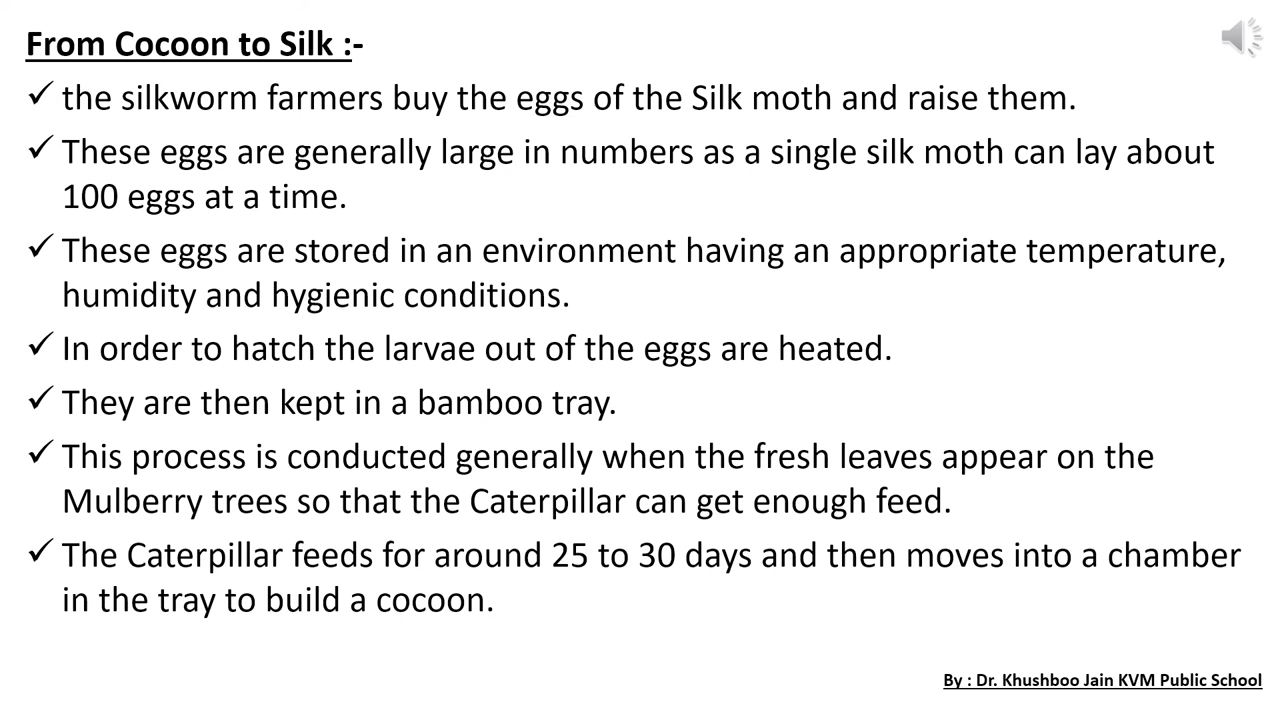 From Cocoon to Silk :-
✓ the silkworm farmers buy the eggs of the Silk moth and raise them.
✓ These eggs are generally large in numbers as a single silk moth can lay about
100 eggs at a time.
✓ These eggs are stored in an environment having an appropriate temperature,
humidity and hygienic conditions.
✓ In order to hatch the larvae out of the eggs are heated.
✓ They are then kept in a bamboo tray.
✓ This process is conducted generally when the fresh leaves appear on the
Mulberry trees so that the Caterpillar can get enough feed.
✓ The Caterpillar feeds for around 25 to 30 days and then moves into a chamber
in the tray to build a cocoon.
By : Dr. Khushboo Jain KVM Public School